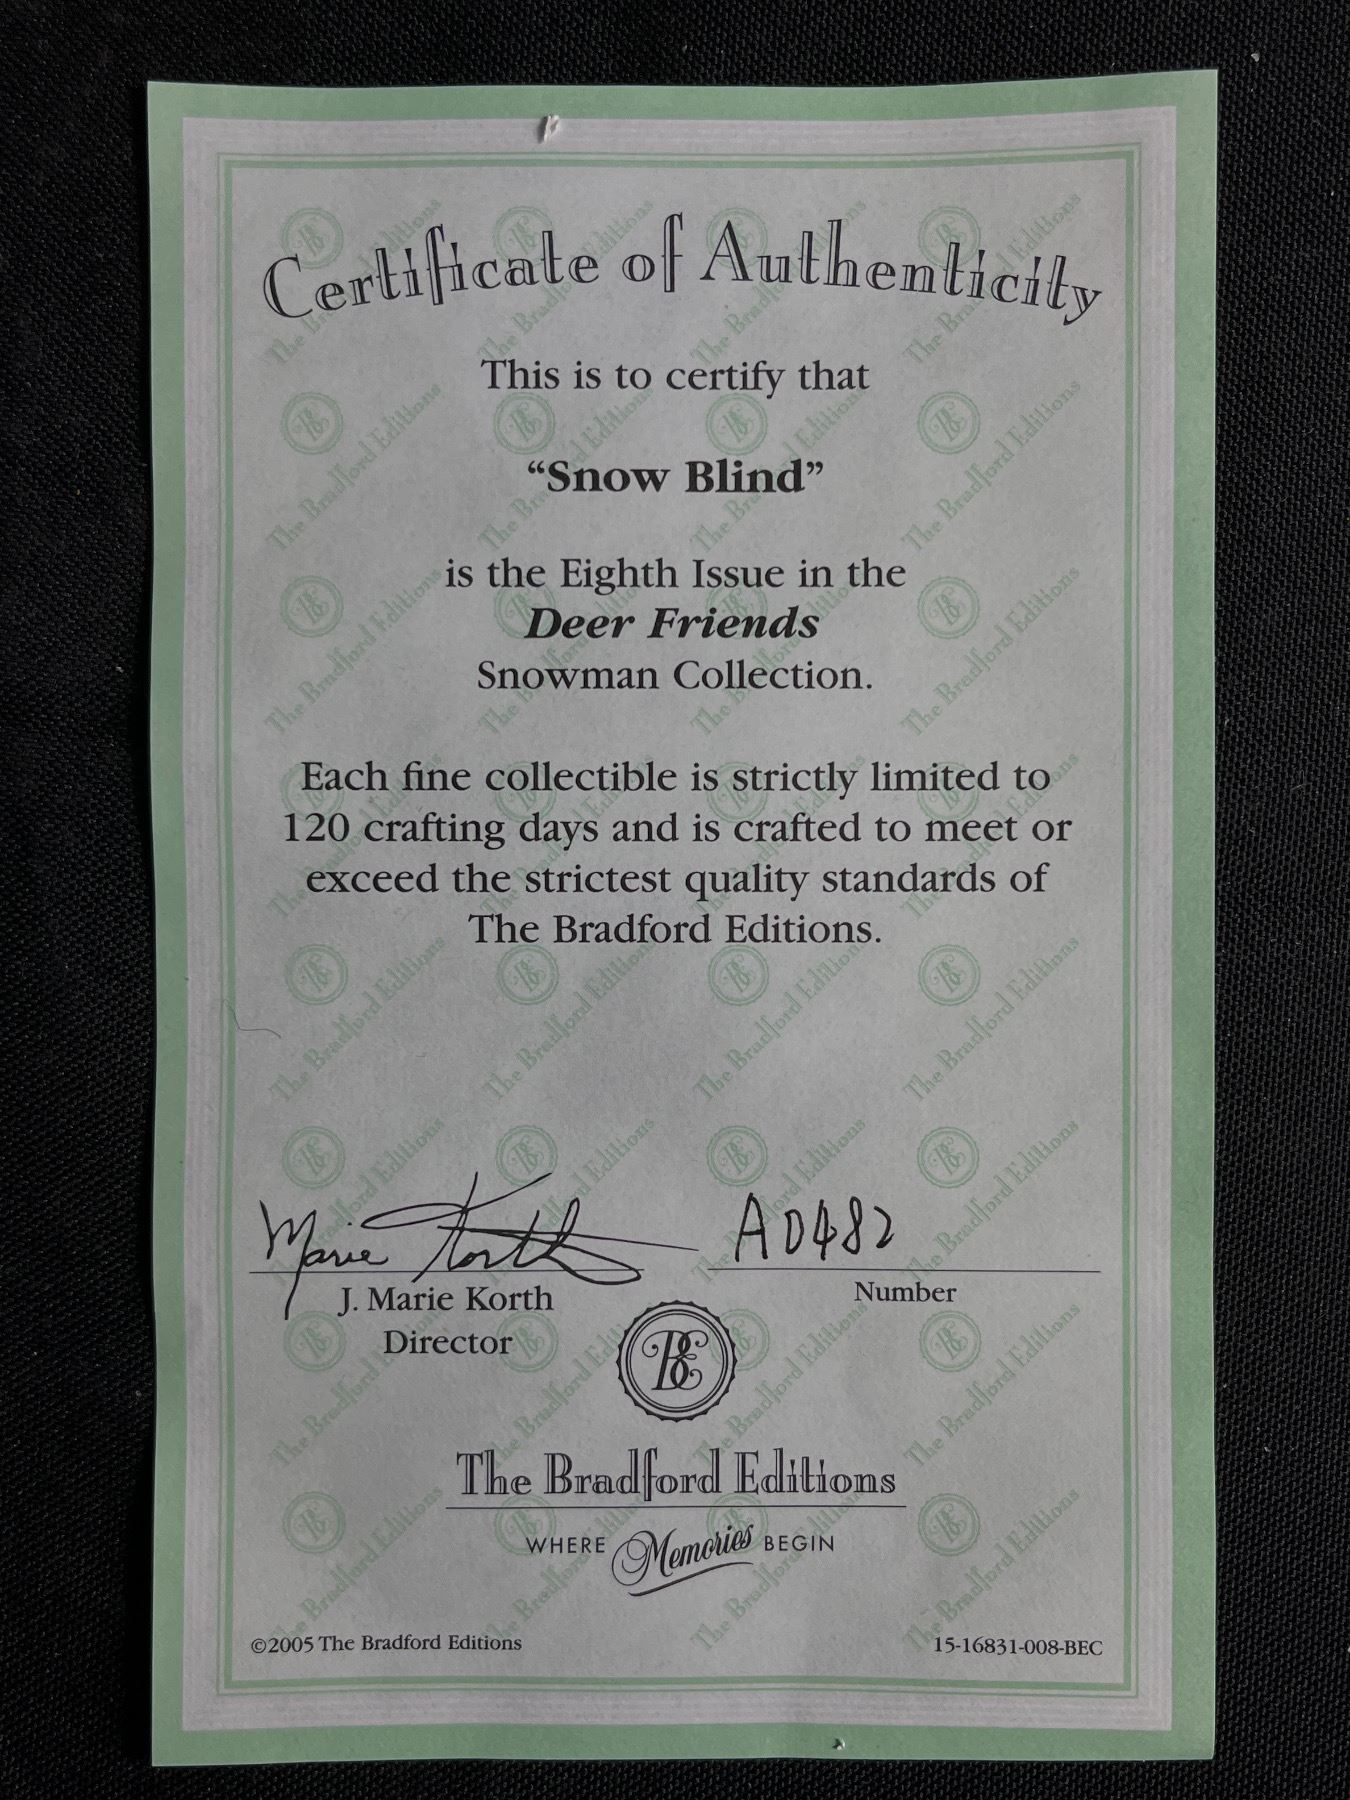 Certificate of Authenticity
This is to certify that
“Snow Blind”
is the Eighth Issue in the
Deer Friends
Snowman Collection.
Each fine collectible is strictly limited to
120 crafting days and is crafted to meet or
exceed the strictest quality standards of
The Bradford Editions.
Marie Korth
A0482
J. Marie Korth
Number
Director
BE
The Bradford Editions
WHERE Memories BEGIN
©2005 The Bradford Editions
15-16831-008-BEC